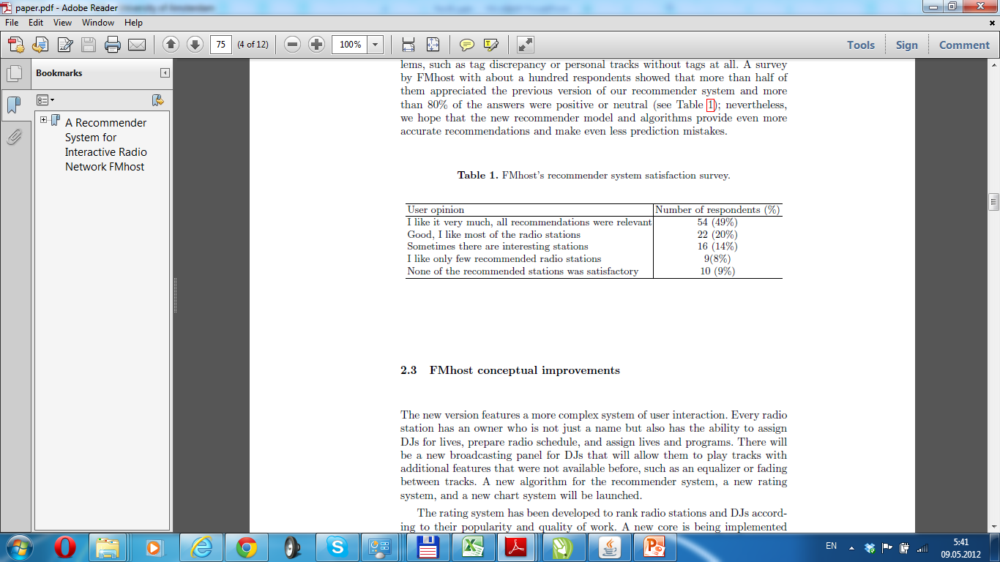 paper.pdf - Adobe Reader
File Edit View Window Help
75 (4 of 12) 100% Tools Sign Comment
Bookmarks
A Recommender
System for
Interactive Radio
Network FMhost
lems, such as tag discrepancy or personal tracks without tags at all. A survey
by FMhost with about a hundred respondents showed that more than half of
them appreciated the previous version of our recommender system and more
than 80% of the answers were positive or neutral (see Table 1); nevertheless,
we hope that the new recommender model and algorithms provide even more
accurate recommendations and make even less prediction mistakes.
Table 1. FMhost's recommender system satisfaction survey.
User opinion Number of respondents (%)
I like it very much, all recommendations were relevant 54 (49%)
Good, I like most of the radio stations 22 (20%)
Sometimes there are interesting stations 16 (14%)
I like only few recommended radio stations 9(8%)
None of the recommended stations was satisfactory 10 (9%)
2.3 FMhost conceptual improvements
The new version features a more complex system of user interaction. Every radio
station has an owner who is not just a name but also has the ability to assign
DJs for lives, prepare radio schedule, and assign lives and programs. There will
be a new broadcasting panel for DJs that will allow them to play tracks with
additional features that were not available before, such as an equalizer or fading
between tracks. A new algorithm for the recommender system, a new rating
system, and a new chart system will be launched.
The rating system has been developed to rank radio stations and DJs accord-
ing to their popularity and quality of work. A new core is being implemented
EN 5:41
09.05.2012